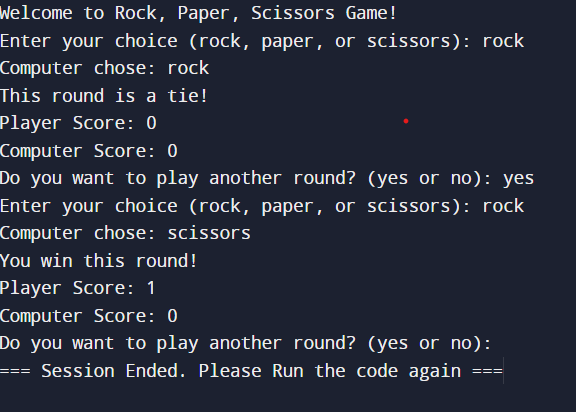 Welcome to Rock, Paper, Scissors Game!
Enter your choice (rock, paper, or scissors): rock
Computer chose: rock
This round is a tie!
Player Score: 0
Computer Score: 0
Do you want to play another round? (yes or no): yes
Enter your choice (rock, paper, or scissors): rock
Computer chose: scissors
You win this round!
Player Score: 1
Computer Score: 0
Do you want to play another round? (yes or no):
=== Session Ended. Please Run the code again ===